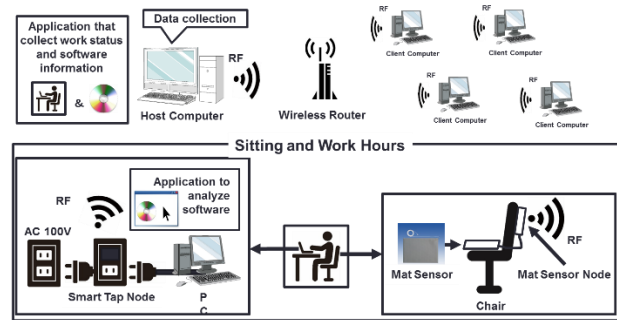 Application that
collect work status
and software
information
&
Data collection
RF
Host Computer
Wireless Router
RF
Client Computer
RF
Client Computer
RF
Client Computer
RF
Client Computer
Sitting and Work Hours
RF
Application to
analyze
software
AC 100V
Smart Tap Node
P
C
Mat Sensor
RF
Mat Sensor Node
Chair